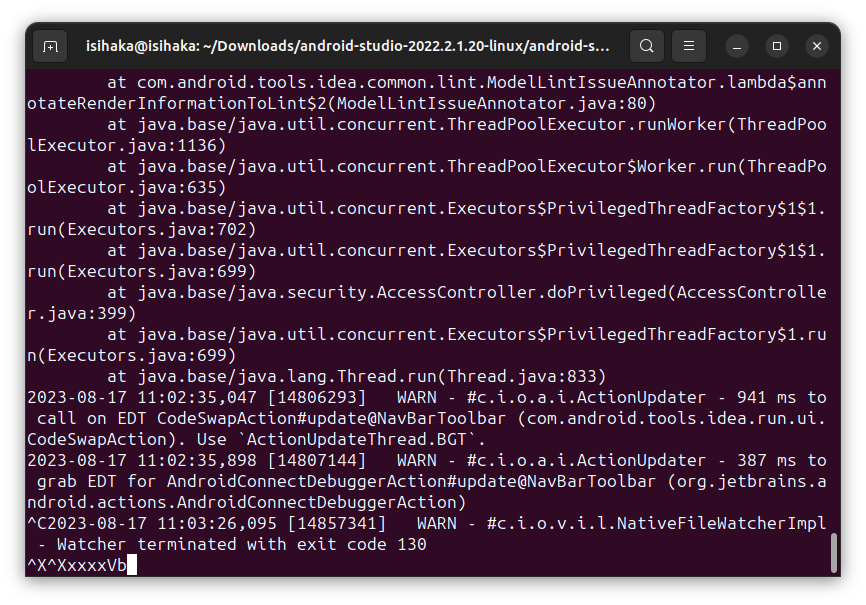 isihaka@isihaka: ~/Downloads/android-studio-2022.2.1.20-linux/android-s...
        at com.android.tools.idea.common.lint.ModelLintIssueAnnotator.lambda$ann
otateRenderInformationToLint$2(ModelLintIssueAnnotator.java:80)
        at java.base/java.util.concurrent.ThreadPoolExecutor.runWorker(ThreadPoo
lExecutor.java:1136)
        at java.base/java.util.concurrent.ThreadPoolExecutor$Worker.run(ThreadPo
olExecutor.java:635)
        at java.base/java.util.concurrent.Executors$PrivilegedThreadFactory$1$1.
run(Executors.java:702)
        at java.base/java.util.concurrent.Executors$PrivilegedThreadFactory$1$1.
run(Executors.java:699)
        at java.base/java.security.AccessController.doPrivileged(AccessControlle
r.java:399)
        at java.base/java.util.concurrent.Executors$PrivilegedThreadFactory$1.ru
n(Executors.java:699)
        at java.base/java.lang.Thread.run(Thread.java:833)
2023-08-17 11:02:35,047 [14806293]   WARN - #c.i.o.a.i.ActionUpdater - 941 ms to
 call on EDT CodeSwapAction#update@NavBarToolbar (com.android.tools.idea.run.ui.
CodeSwapAction). Use `ActionUpdateThread.BGT`.
2023-08-17 11:02:35,898 [14807144]   WARN - #c.i.o.a.i.ActionUpdater - 387 ms to
 grab EDT for AndroidConnectDebuggerAction#update@NavBarToolbar (org.jetbrains.a
ndroid.actions.AndroidConnectDebuggerAction)
^C2023-08-17 11:03:26,095 [14857341]   WARN - #c.i.o.v.i.l.NativeFileWatcherImpl
 - Watcher terminated with exit code 130
^X^XxxxxVb